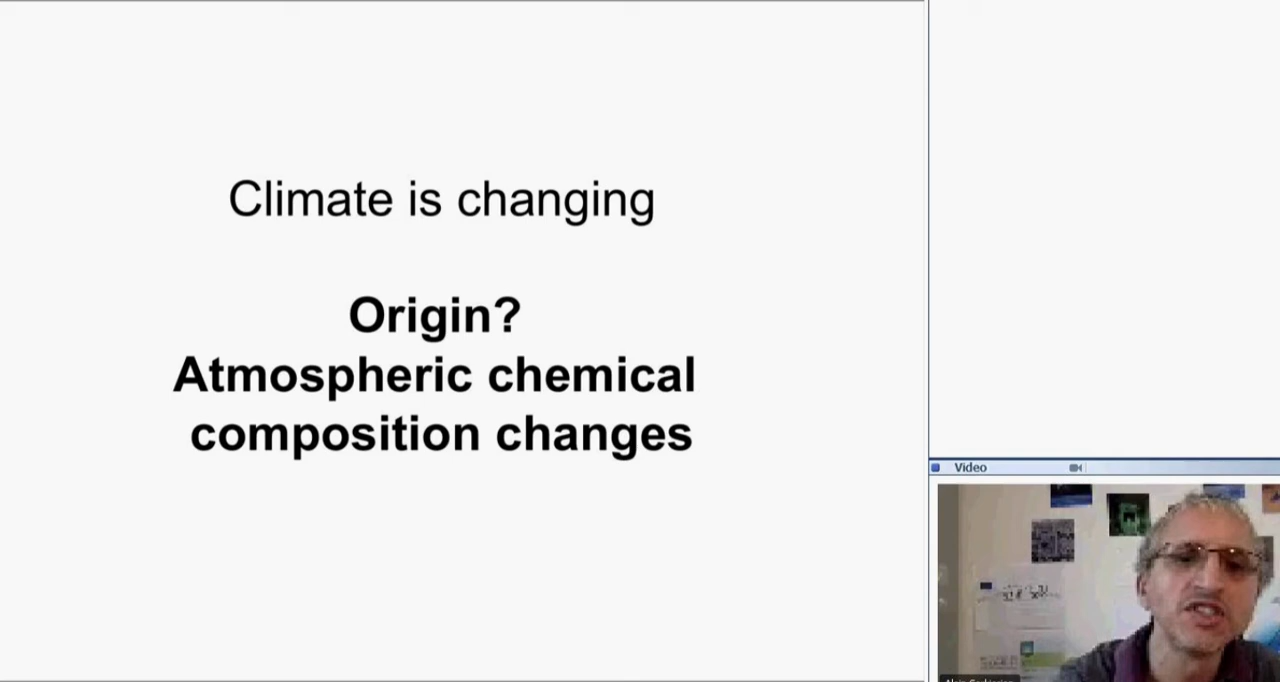 Climate is changing
Origin?
Atmospheric chemical
composition changes
Video